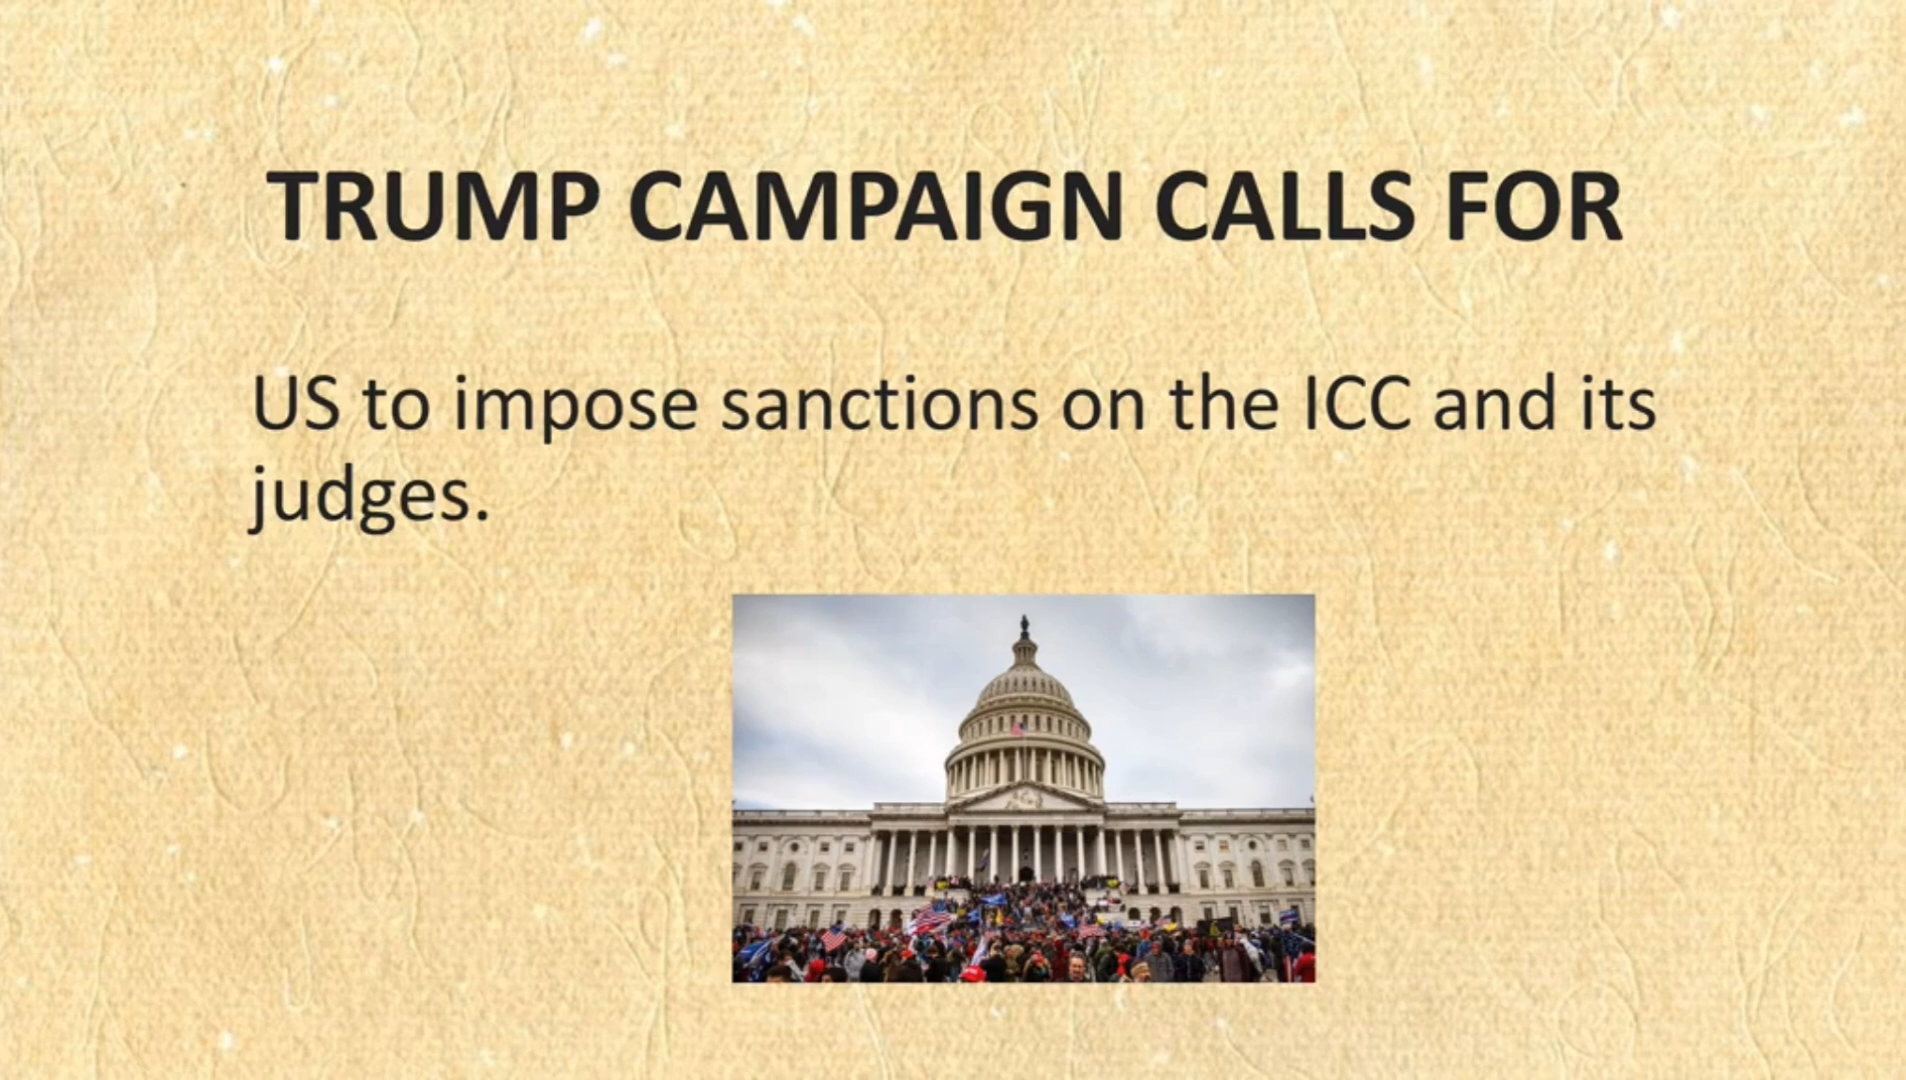 TRUMP CAMPAIGN CALLS FOR
US to impose sanctions on the ICC and its
judges.